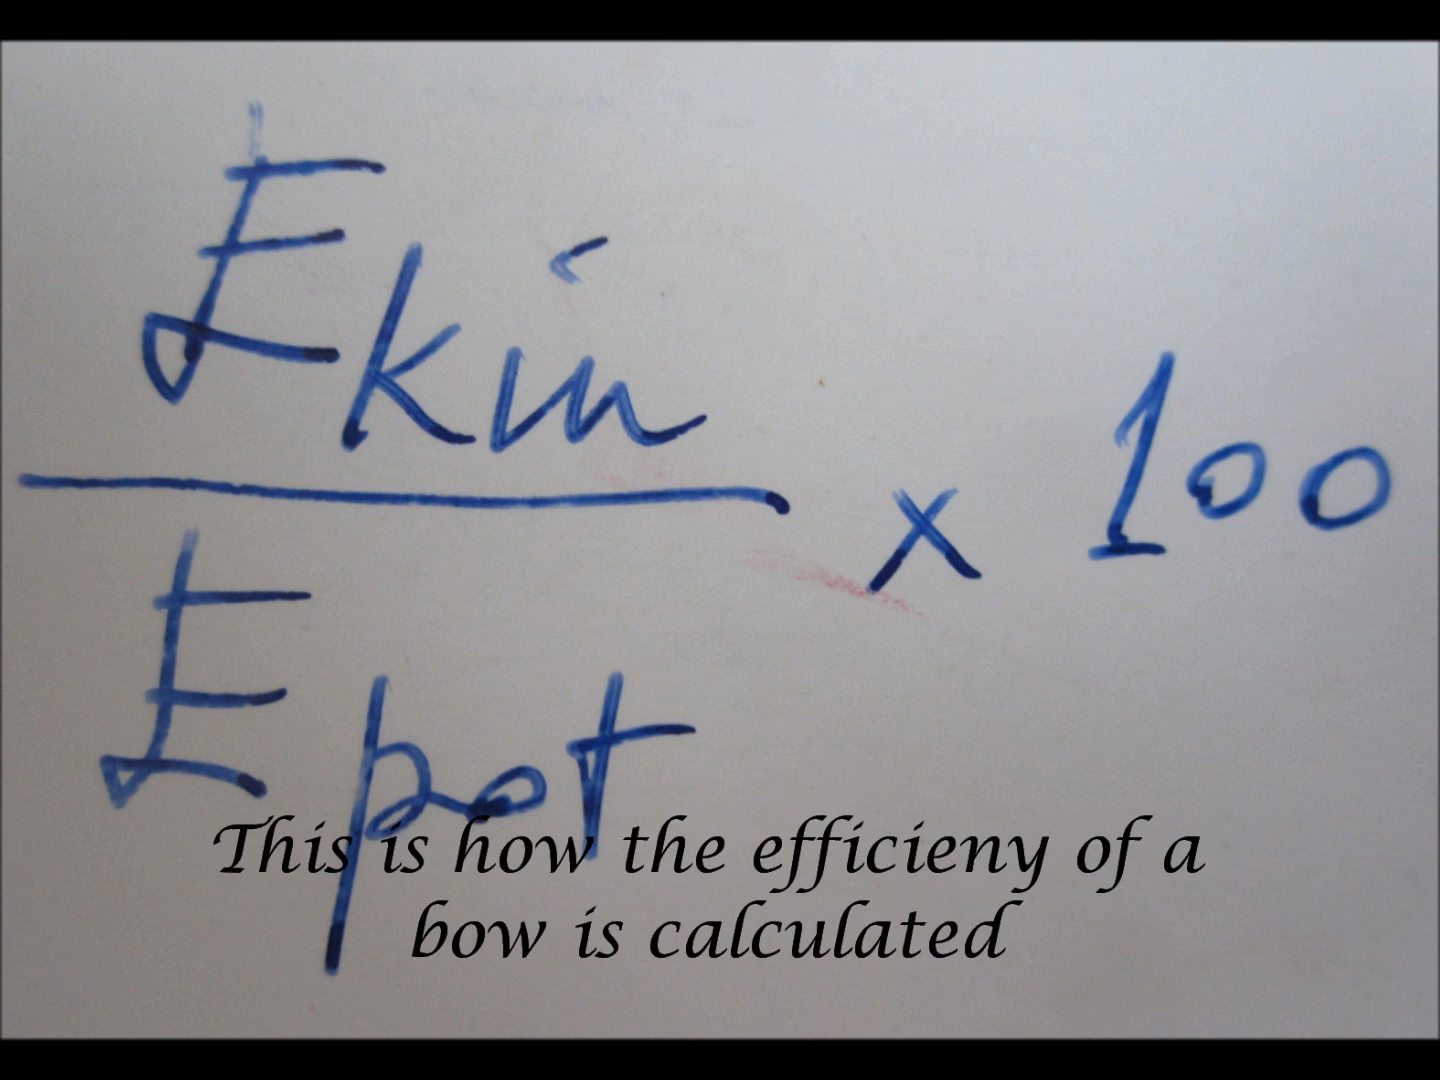 Ekin
x 100
Epot
This is how the efficieny of a
bow is calculated